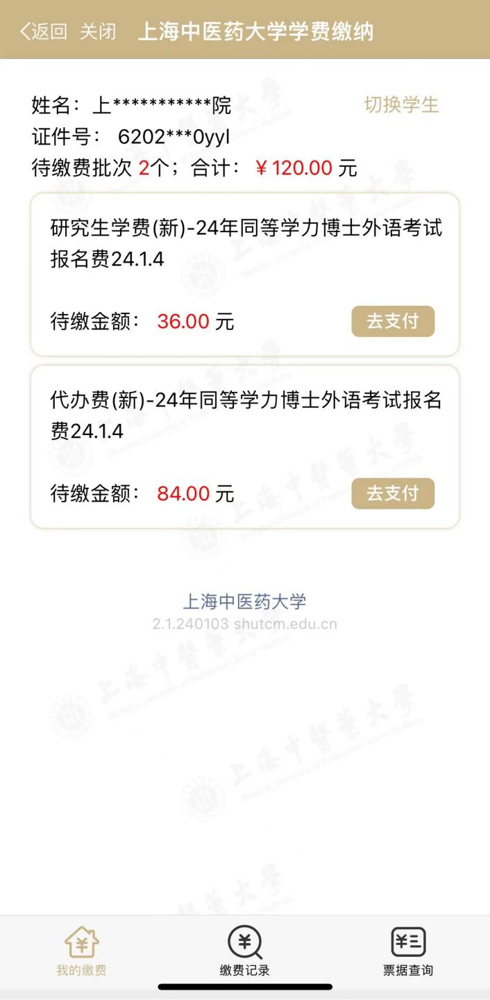 返回 关闭 上海中医药大学学费缴纳
姓名：上***********院 切换学生
证件号： 6202***0yyl
待缴费批次 2个；合计：￥120.00 元
研究生学费(新)-24年同等学力博士外语考试
报名费24.1.4
待缴金额： 36.00 元 去支付
代办费(新)-24年同等学力博士外语考试报名
费24.1.4
待缴金额： 84.00 元 去支付
上海中医药大学
2.1.240103 shutcm.edu.cn
上海中醫藥大學
我的缴费 缴费记录 票据查询